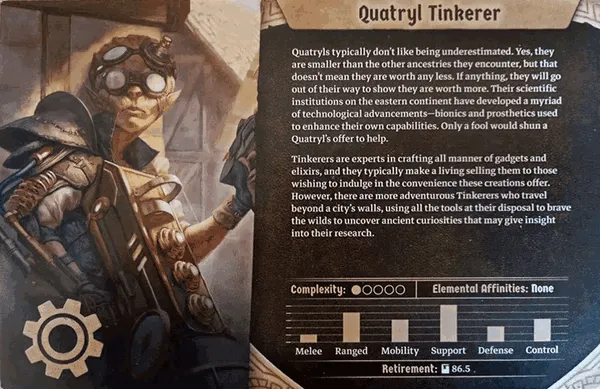 Quatryl Tinkerer
Quatryls typically don't like being underestimated. Yes, they
are smaller than the other ancestries they encounter, but that
doesn't mean they are worth any less. If anything, they will go
out of their way to show they are worth more. Their scientific
institutions on the eastern continent have developed a myriad
of technological advancements—bionics and prosthetics used
to enhance their own capabilities. Only a fool would shun a
Quatryl's offer to help.
Tinkerers are experts in crafting all manner of gadgets and
elixirs, and they typically make a living selling them to those
wishing to indulge in the convenience these creations offer.
However, there are more adventurous Tinkerers who travel
beyond a city's walls, using all the tools at their disposal to brave
the wilds to uncover ancient curiosities that may give insight
into their research.
Complexity: Elemental Affinities: None
Melee Ranged Mobility Support Defense Control
Retirement: 86.5